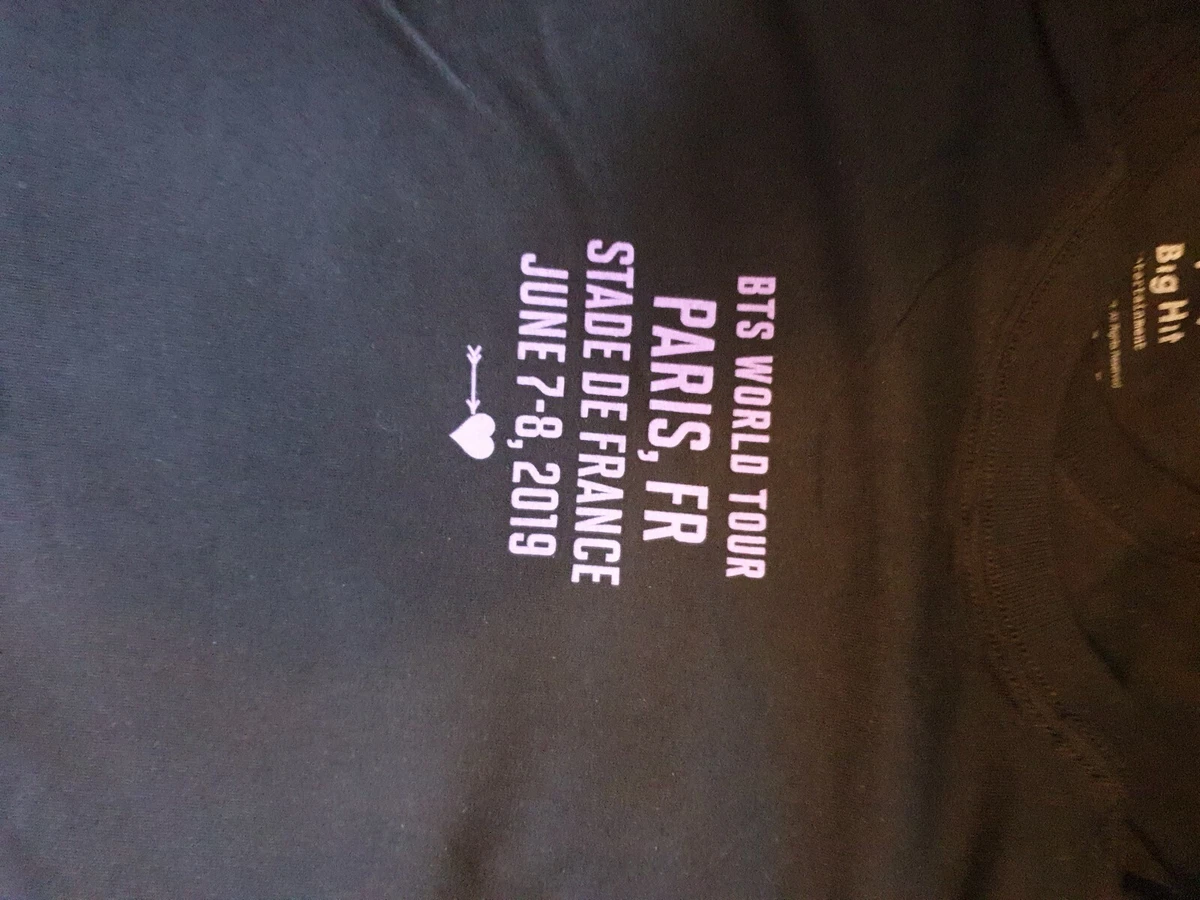 BTS WORLD TOUR
PARIS, FR
STADE DE FRANCE
JUNE 7-8, 2019
Big Hit